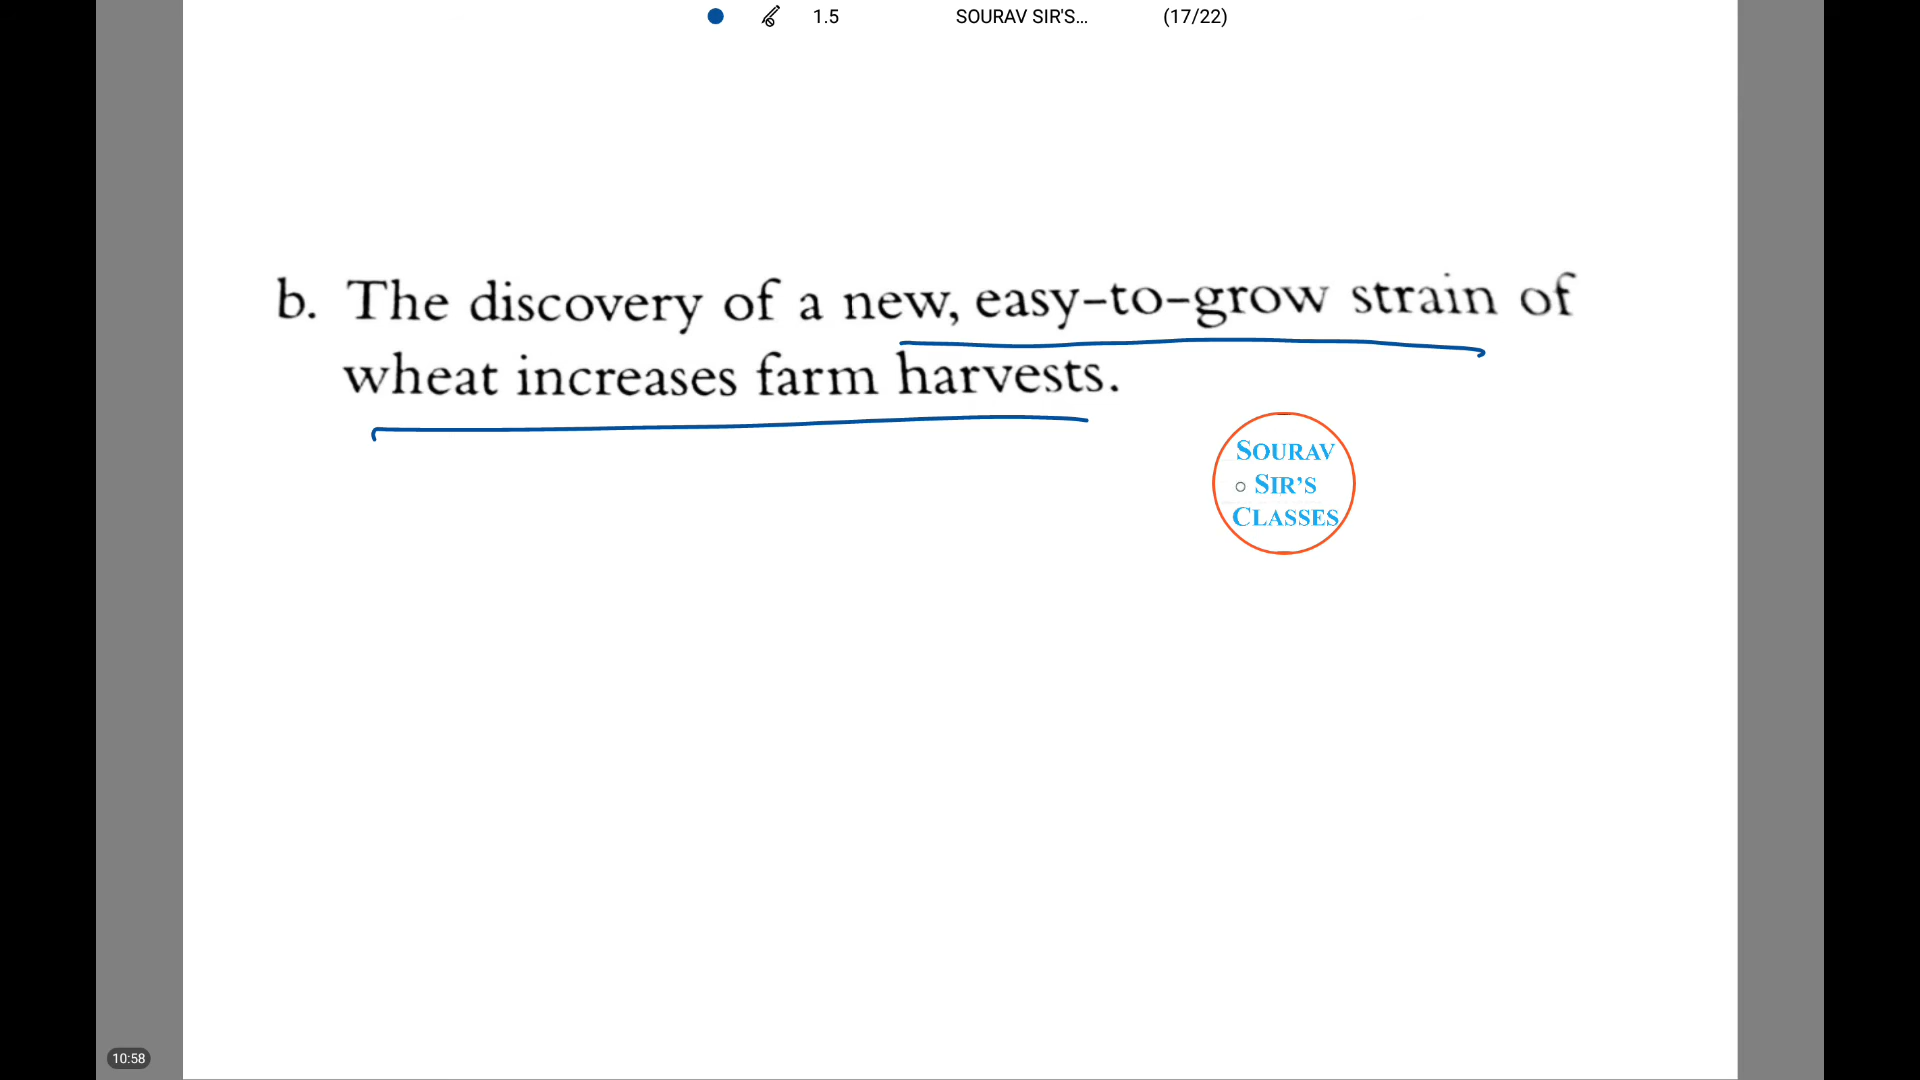 1.5 SOURAV SIR'S... (17/22)
b. The discovery of a new, easy-to-grow strain of
wheat increases farm harvests.
SOURAV
SIR'S
CLASSES
10:58